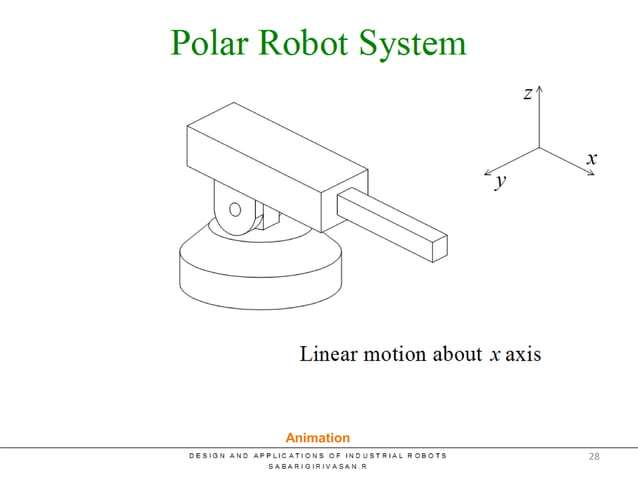 Polar Robot System
z
x
y
Linear motion about x axis
Animation
DESIGN AND APPLICATIONS OF INDUSTRIAL ROBOTS
28
SABARIGIRIVASAN.R